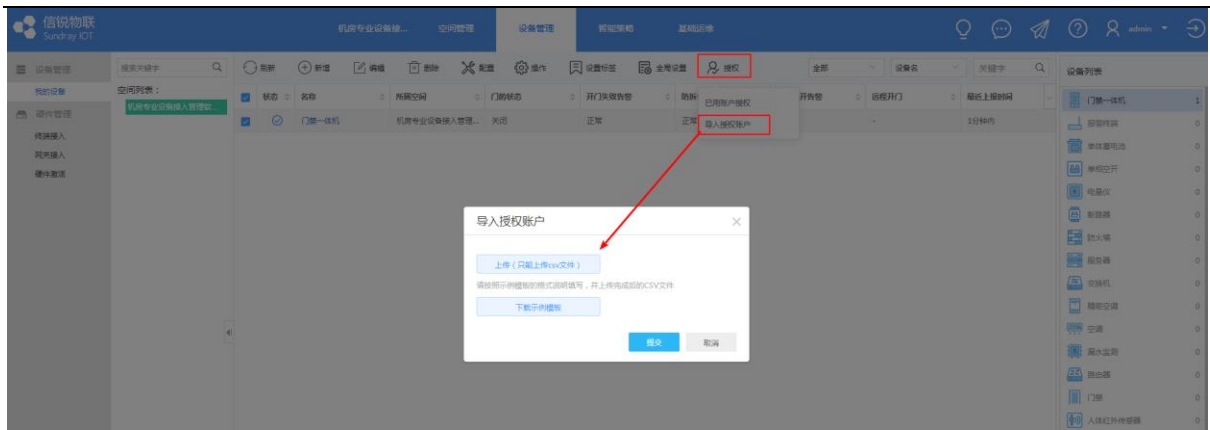 信锐物联
Sundray IOT
机房专业设备接... 空间管理 设备管理 智能策略 基础运维
admin
设备管理
我的设备
硬件管理
终端接入
网关接入
硬件激活
搜索关键字
空间列表：
机房专业设备接入管理软...
刷新 新增 编辑 删除 配置 操作 设置标签 全局设置 授权 全部 设备名 关键字
状态 名称 所属空间 门的状态 开门失败告警 防拆 开告警 远程开门 最近上报时间
门禁一体机 机房专业设备接入管理... 关闭 正常 正常 - 1分钟内
已用账户授权
导入授权账户
导入授权账户
上传（只能上传csv文件）
请按照示例模板的格式说明填写，并上传完成后的CSV文件
下载示例模板
提交 取消
设备列表
门禁一体机 1
报警终端 0
单体蓄电池 0
单相空开 0
电量仪 0
断路器 0
防火墙 0
服务器 0
交换机 0
精密空调 0
空调 0
漏水监测 0
路由器 0
门禁 0
人体红外传感器 0